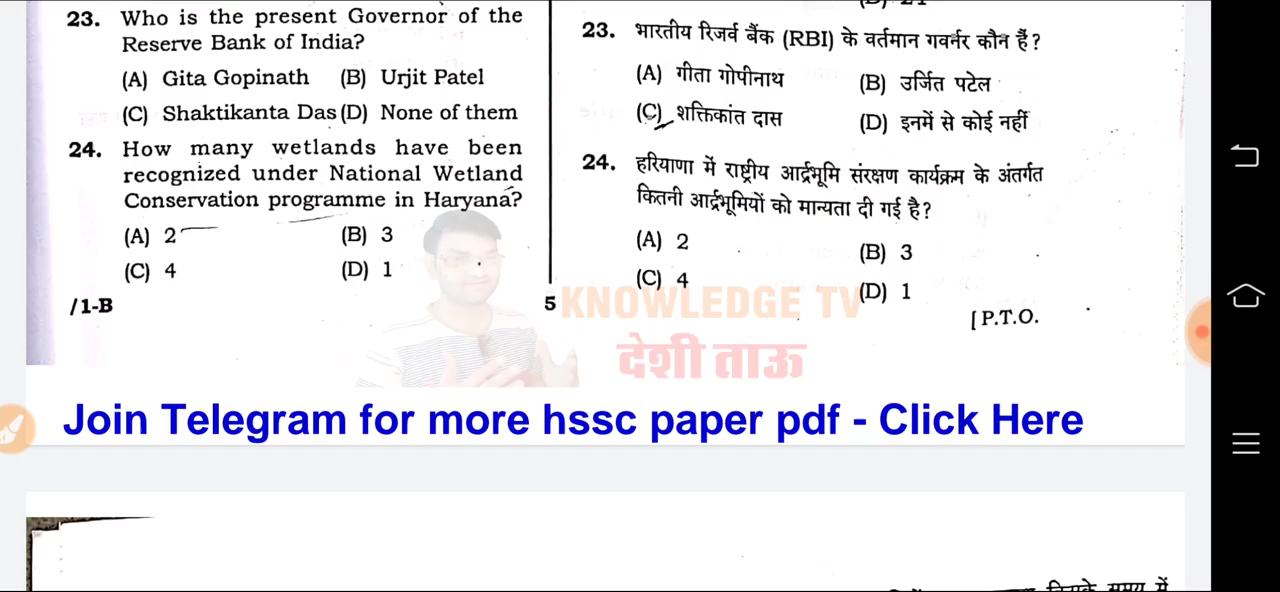 23. Who is the present Governor of the
Reserve Bank of India?
(A) Gita Gopinath (B) Urjit Patel
(C) Shaktikanta Das (D) None of them
24. How many wetlands have been
recognized under National Wetland
Conservation programme in Haryana?
(A) 2 (B) 3
(C) 4 (D) 1
/1-B
5
23. भारतीय रिजर्व बैंक (RBI) के वर्तमान गवर्नर कौन हैं?
(A) गीता गोपीनाथ (B) उर्जित पटेल
(C) शक्तिकांत दास (D) इनमें से कोई नहीं
24. हरियाणा में राष्ट्रीय आर्द्रभूमि संरक्षण कार्यक्रम के अंतर्गत
कितनी आर्द्रभूमियों को मान्यता दी गई है?
(A) 2 (B) 3
(C) 4 (D) 1
[ P.T.O.
KNOWLEDGE TV
देशी ताऊ
Join Telegram for more hssc paper pdf - Click Here